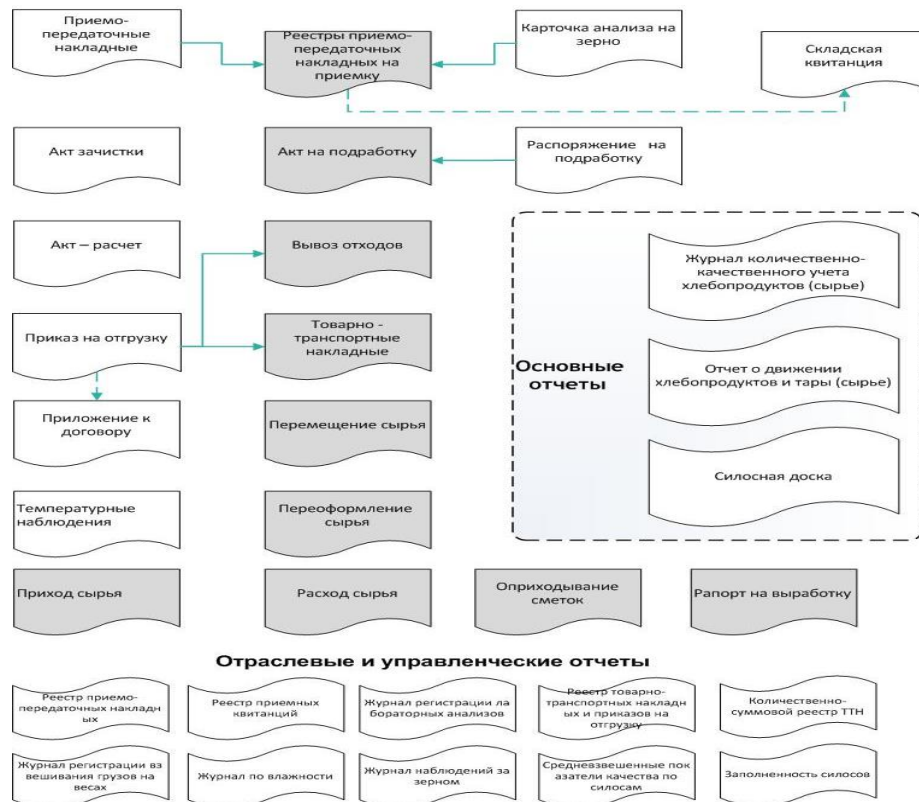 Приемо-
передаточные
накладные
Реестры приемо-
передаточных
накладных на
приемку
Карточка анализа на
зерно
Складская
квитанция
Акт зачистки
Акт на подработку
Распоряжение на
подработку
Акт – расчет
Вывоз отходов
Приказ на отгрузку
Товарно -
транспортные
накладные
Приложение к
договору
Перемещение сырья
Температурные
наблюдения
Переоформление
сырья
Основные
отчеты
Журнал количественно-
качественного учета
хлебопродуктов (сырье)
Отчет о движении
хлебопродуктов и тары (сырье)
Силосная доска
Приход сырья
Расход сырья
Оприходывание
сметок
Рапорт на выработку
Отраслевые и управленческие отчеты
Реестр приемо-
передаточных накладн
ых
Реестр приемных
квитанций
Журнал регистрации ла
бораторных анализов
Реестр товарно-
транспортных накладн
ых и приказов на
отгрузку
Количественно-
суммовой реестр ТТН
Журнал регистрации вз
вешивания грузов на
весах
Журнал по влажности
Журнал наблюдений за
зерном
Средневзвешенные пок
азатели качества по
силосам
Заполненность силосов